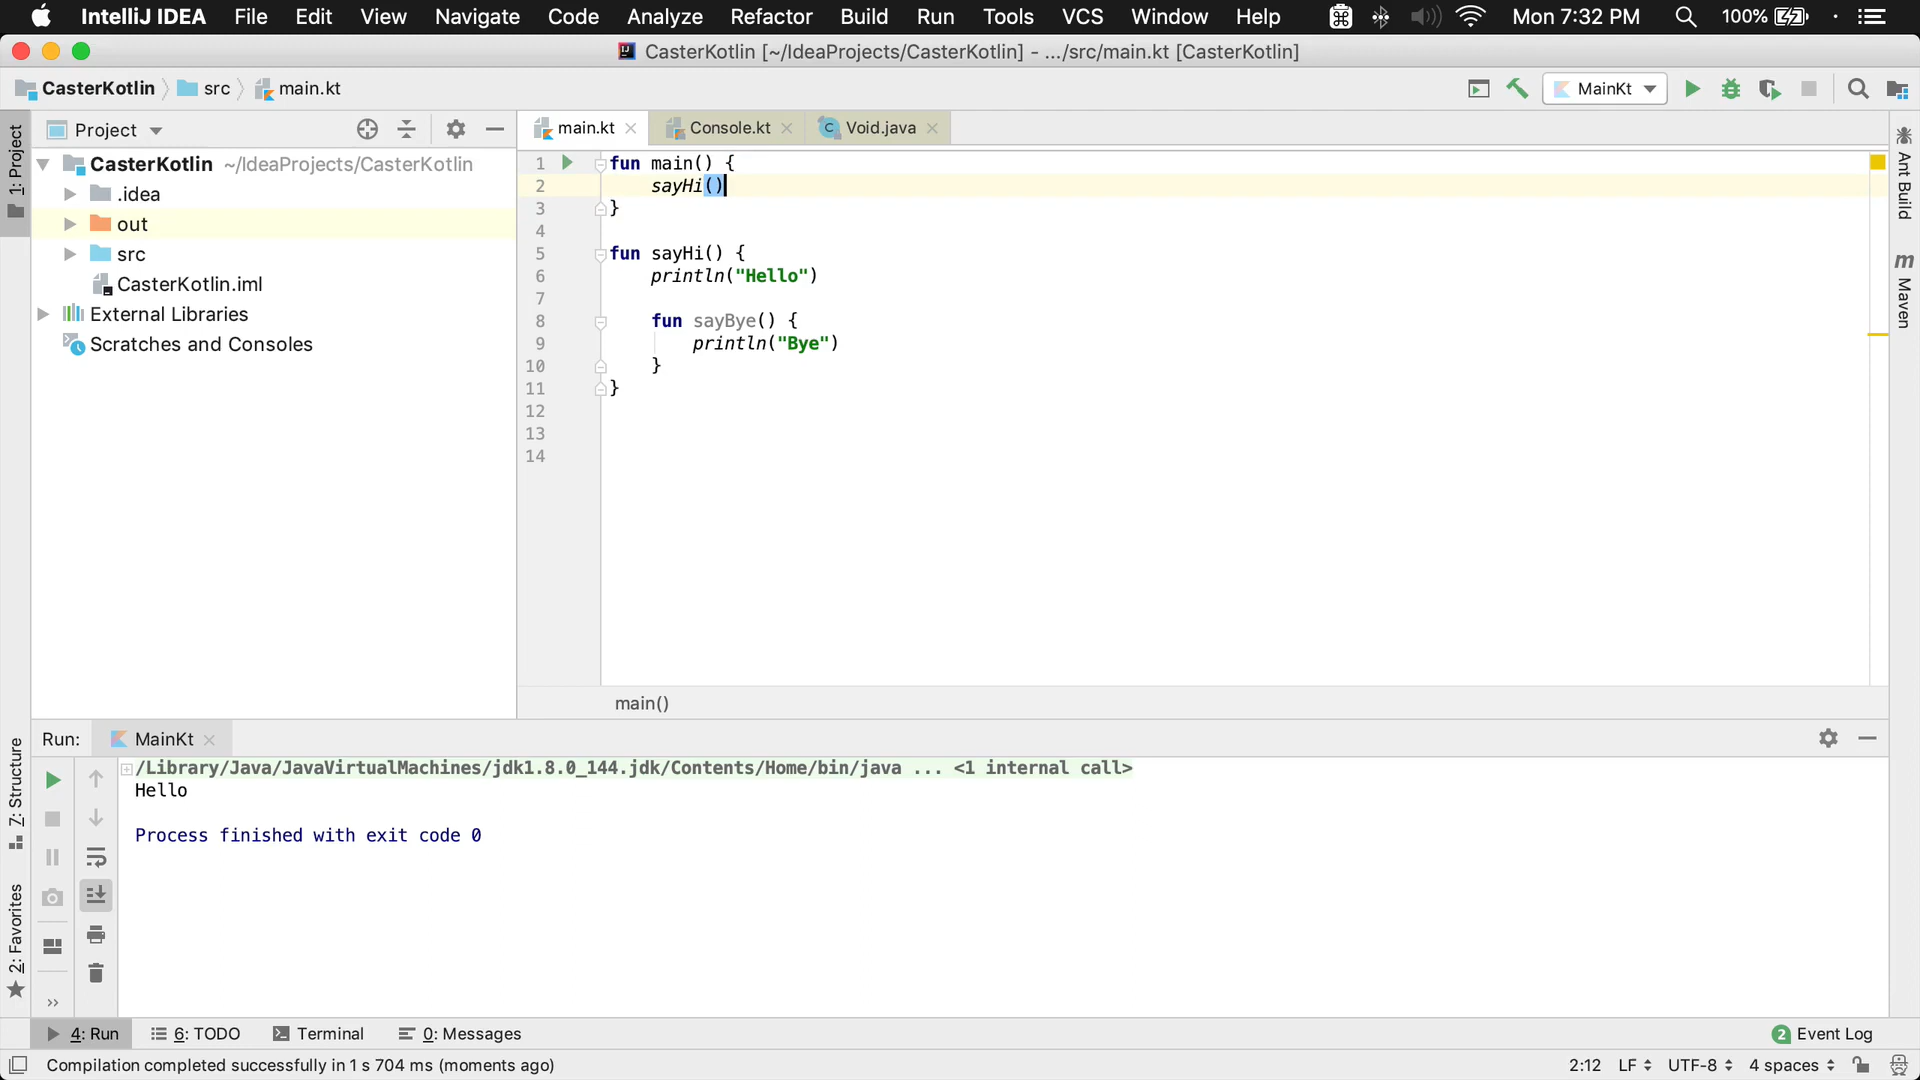 IntelliJ IDEA File Edit View Navigate Code Analyze Refactor Build Run Tools VCS Window Help Mon 7:32 PM 100%
CasterKotlin [~/IdeaProjects/CasterKotlin] - .../src/main.kt [CasterKotlin]
CasterKotlin src main.kt MainKt
1: Project
Project
CasterKotlin ~/IdeaProjects/CasterKotlin
.idea
out
src
CasterKotlin.iml
External Libraries
Scratches and Consoles
main.kt Console.kt Void.java
1 fun main() {
2     sayHi()
3 }
4
5 fun sayHi() {
6     println("Hello")
7
8     fun sayBye() {
9         println("Bye")
10     }
11 }
12
13
14
main()
Ant Build
m Maven
Run: MainKt
/Library/Java/JavaVirtualMachines/jdk1.8.0_144.jdk/Contents/Home/bin/java ... <1 internal call>
Hello
Process finished with exit code 0
Z: Structure
2: Favorites
4: Run 6: TODO Terminal 0: Messages 2 Event Log
Compilation completed successfully in 1 s 704 ms (moments ago) 2:12 LF UTF-8 4 spaces